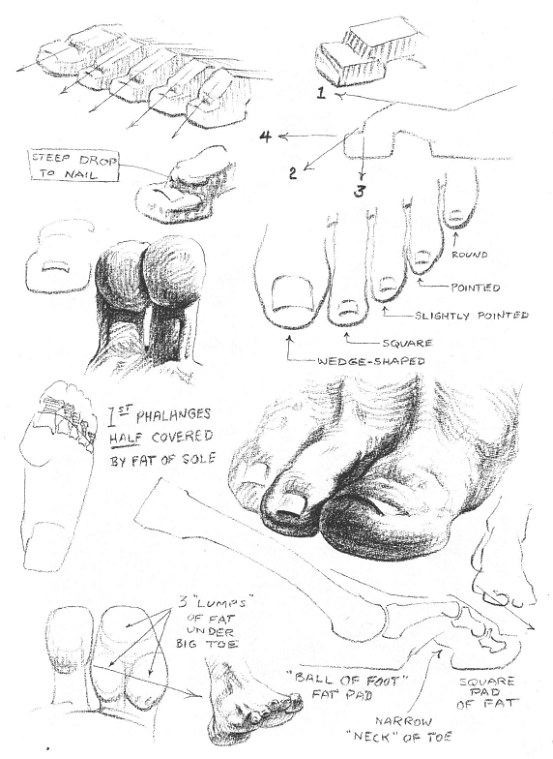 1
4
2
3
STEEP DROP
TO NAIL
ROUND
POINTED
SLIGHTLY POINTED
SQUARE
WEDGE-SHAPED
1ST PHALANGES
HALF COVERED
BY FAT OF SOLE
3 "LUMPS"
OF FAT
UNDER
BIG TOE
"BALL OF FOOT"
FAT PAD
SQUARE
PAD
OF FAT
NARROW
"NECK" OF TOE